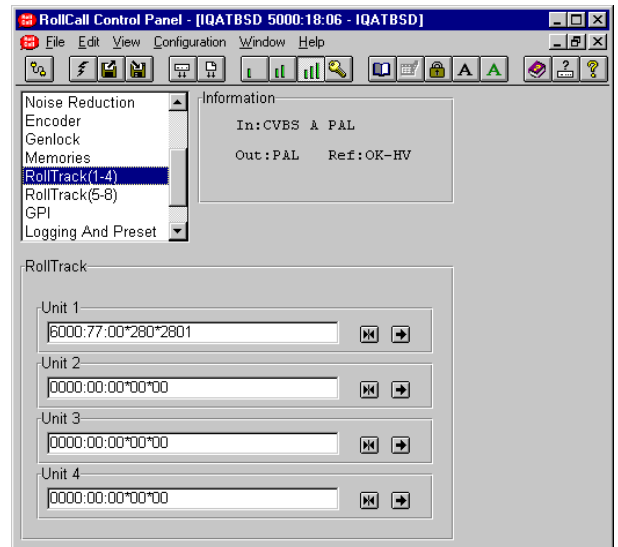 RollCall Control Panel - [IQATBSD 5000:18:06 - IQATBSD]
File Edit View Configuration Window Help
A A
Noise Reduction
Encoder
Genlock
Memories
RollTrack(1-4)
RollTrack(5-8)
GPI
Logging And Preset
Information
In:CVBS A PAL
Out:PAL Ref:OK-HV
RollTrack
Unit 1
6000:77:00*280*2801
Unit 2
0000:00:00*00*00
Unit 3
0000:00:00*00*00
Unit 4
0000:00:00*00*00